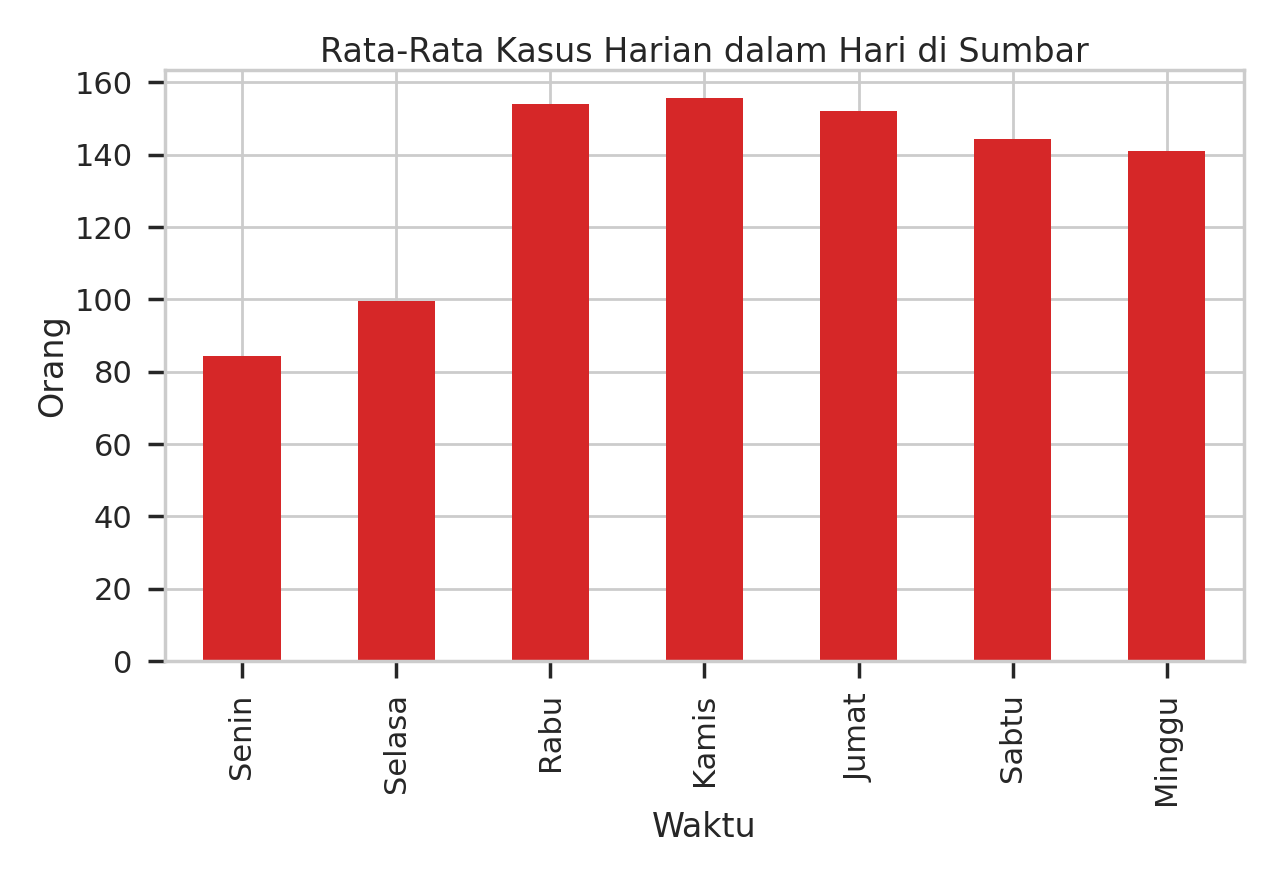 Rata-Rata Kasus Harian dalam Hari di Sumbar
160
140
120
100
80
60
40
20
0
Orang
Senin
Selasa
Rabu
Kamis
Jumat
Sabtu
Minggu
Waktu